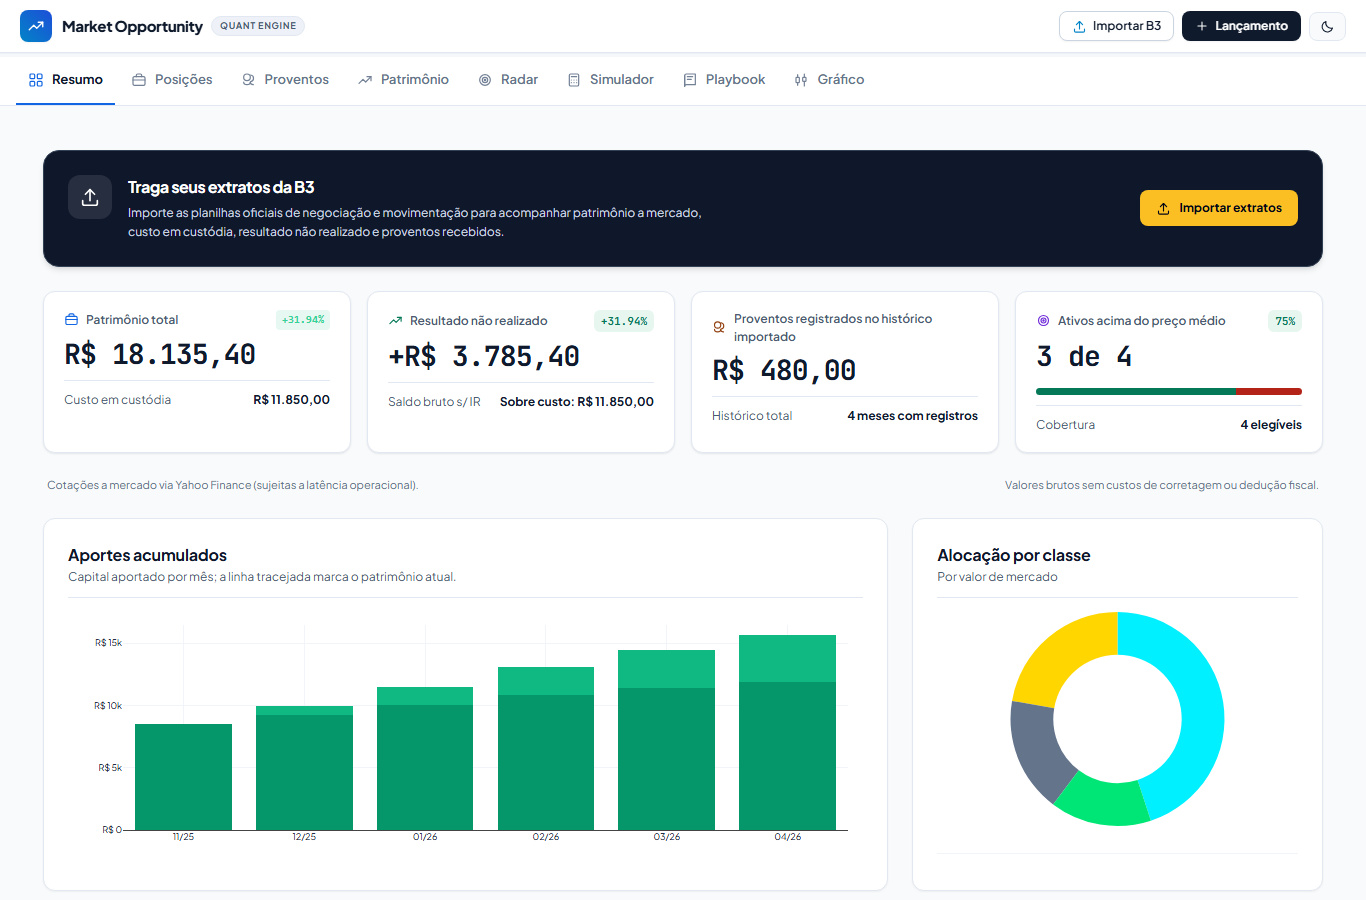 Market Opportunity
QUANT ENGINE
Importar B3
Lançamento
Resumo
Posições
Proventos
Patrimônio
Radar
Simulador
Playbook
Gráfico
Traga seus extratos da B3
Importe as planilhas oficiais de negociação e movimentação para acompanhar patrimônio a mercado,
custo em custódia, resultado não realizado e proventos recebidos.
Importar extratos
Patrimônio total
+31.94%
R$ 18.135,40
Custo em custódia
R$ 11.850,00
Resultado não realizado
+31.94%
+R$ 3.785,40
Saldo bruto s/ IR
Sobre custo: R$ 11.850,00
Proventos registrados no histórico
importado
R$ 480,00
Histórico total
4 meses com registros
Ativos acima do preço médio
75%
3 de 4
Cobertura
4 elegíveis
Cotações a mercado via Yahoo Finance (sujeitas a latência operacional).
Valores brutos sem custos de corretagem ou dedução fiscal.
Aportes acumulados
Capital aportado por mês; a linha tracejada marca o patrimônio atual.
R$ 15k
R$ 10k
R$ 5k
R$ 0
11/25
12/25
01/26
02/26
03/26
04/26
Alocação por classe
Por valor de mercado